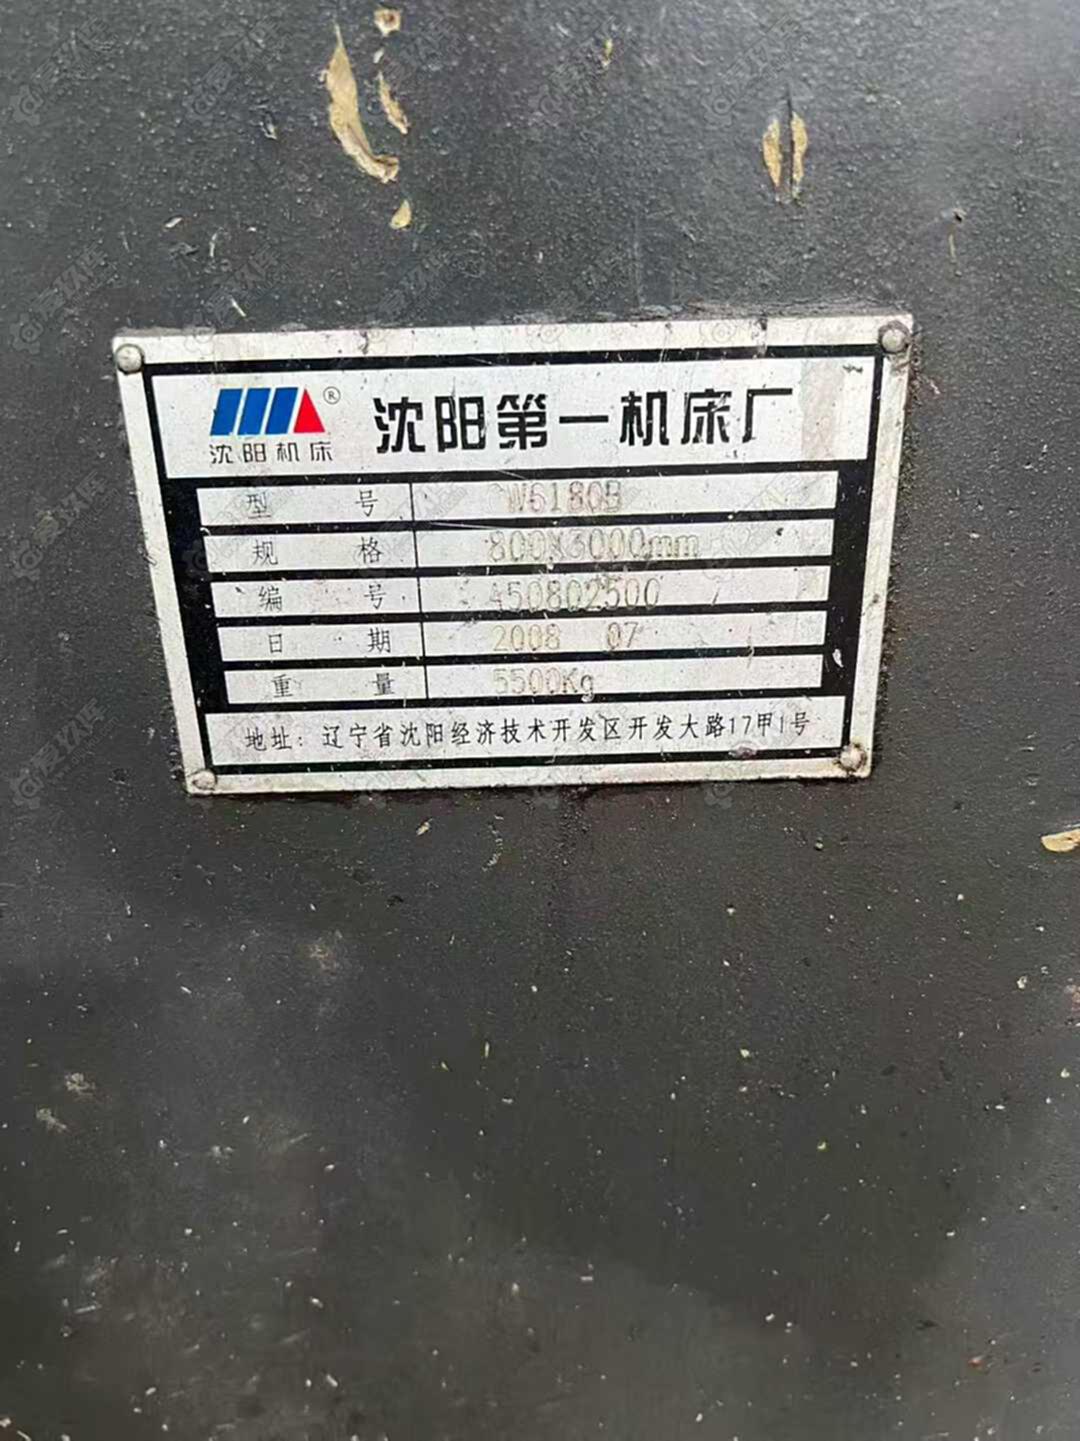 沈阳机床®
沈阳第一机床厂
型号 CW6180B
规格 800X3000mm
编号 A50802500
日期 2008 07
重量 5500Kg
地址：辽宁省沈阳经济技术开发区开发大路17甲1号